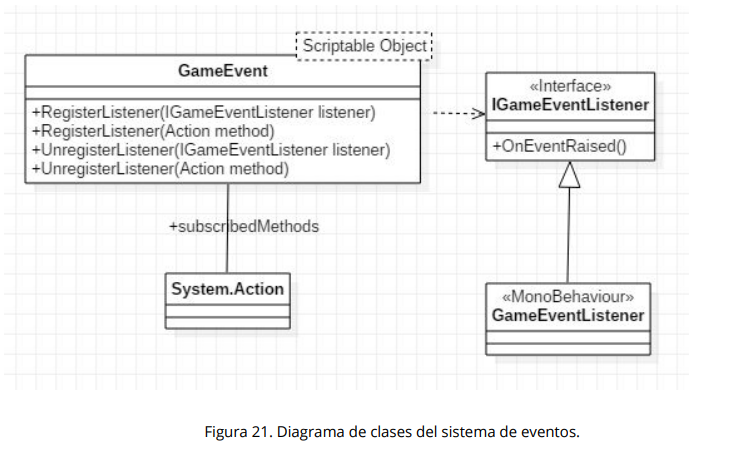 Scriptable Object
GameEvent
+RegisterListener(IGameEventListener listener)
+RegisterListener(Action method)
+UnregisterListener(IGameEventListener listener)
+UnregisterListener(Action method)
«Interface»
IGameEventListener
+OnEventRaised()
+subscribedMethods
System.Action
«MonoBehaviour»
GameEventListener
Figura 21. Diagrama de clases del sistema de eventos.